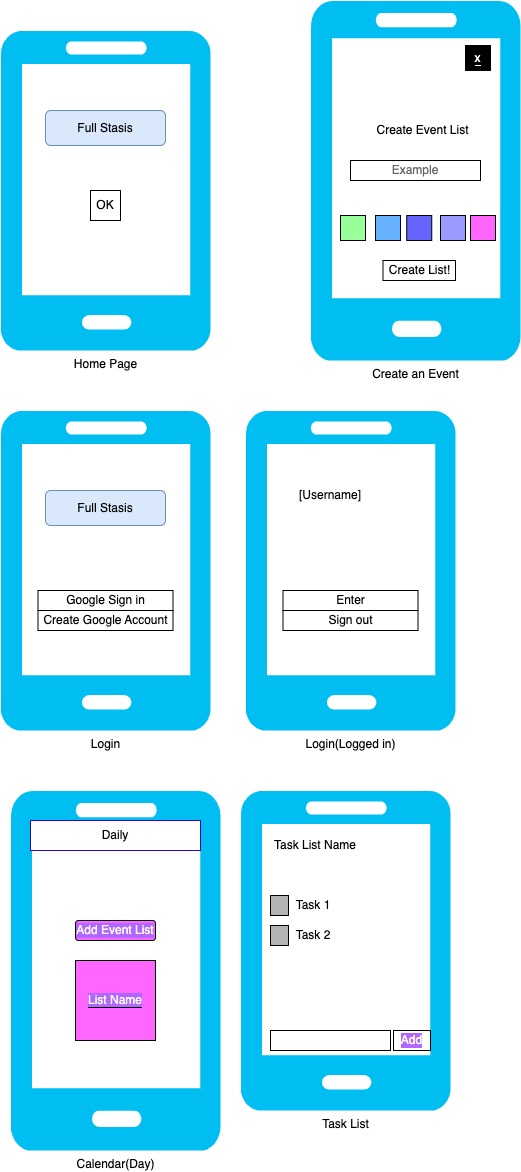 Full Stasis
OK
Home Page
x
Create Event List
Example
Create List!
Create an Event
Full Stasis
Google Sign in
Create Google Account
Login
[Username]
Enter
Sign out
Login(Logged in)
Daily
Add Event List
List Name
Calendar(Day)
Task List Name
Task 1
Task 2
Add
Task List